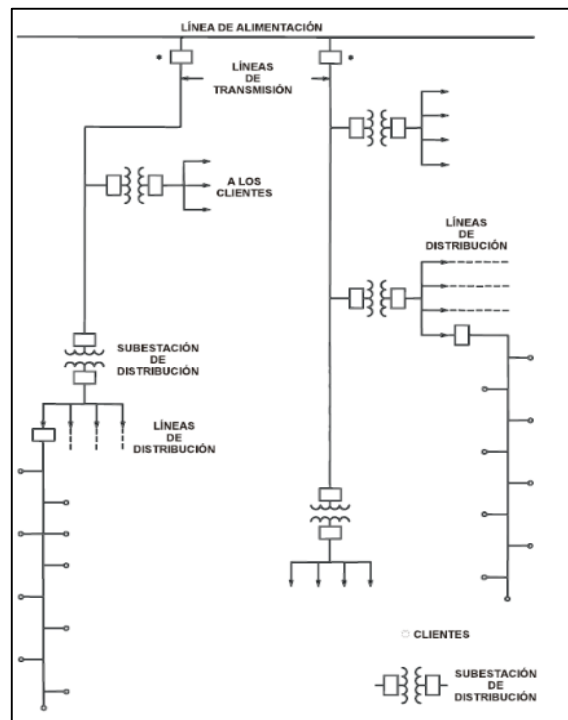 LÍNEA DE ALIMENTACIÓN
*
*
LÍNEAS
DE
TRANSMISIÓN
A LOS
CLIENTES
LÍNEAS
DE
DISTRIBUCIÓN
SUBESTACIÓN
DE
DISTRIBUCIÓN
LÍNEAS
DE
DISTRIBUCIÓN
CLIENTES
SUBESTACIÓN
DE
DISTRIBUCIÓN